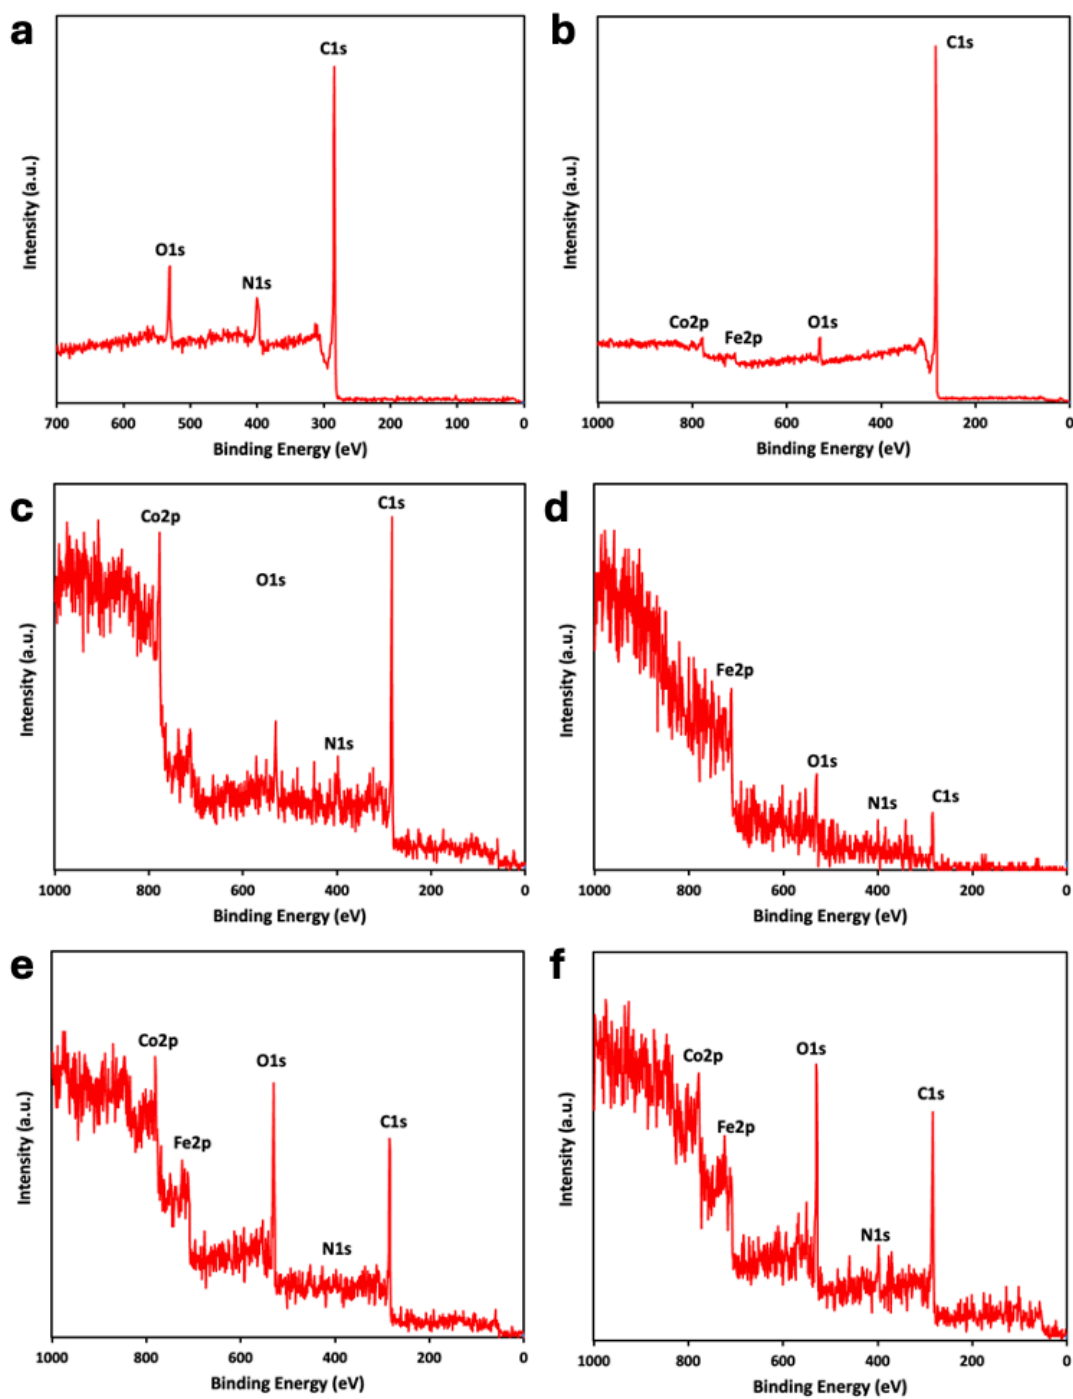 a
C1s
O1s
N1s
Intensity (a.u.)
700 600 500 400 300 200 100 0
Binding Energy (eV)
b
C1s
Co2p
Fe2p
O1s
Intensity (a.u.)
1000 800 600 400 200 0
Binding Energy (eV)
c
Co2p
C1s
O1s
N1s
Intensity (a.u.)
1000 800 600 400 200 0
Binding Energy (eV)
d
Fe2p
O1s
N1s
C1s
Intensity (a.u.)
1000 800 600 400 200 0
Binding Energy (eV)
e
Co2p
O1s
C1s
Fe2p
N1s
Intensity (a.u.)
1000 800 600 400 200 0
Binding Energy (eV)
f
Co2p
O1s
C1s
Fe2p
N1s
Intensity (a.u.)
1000 800 600 400 200 0
Binding Energy (eV)